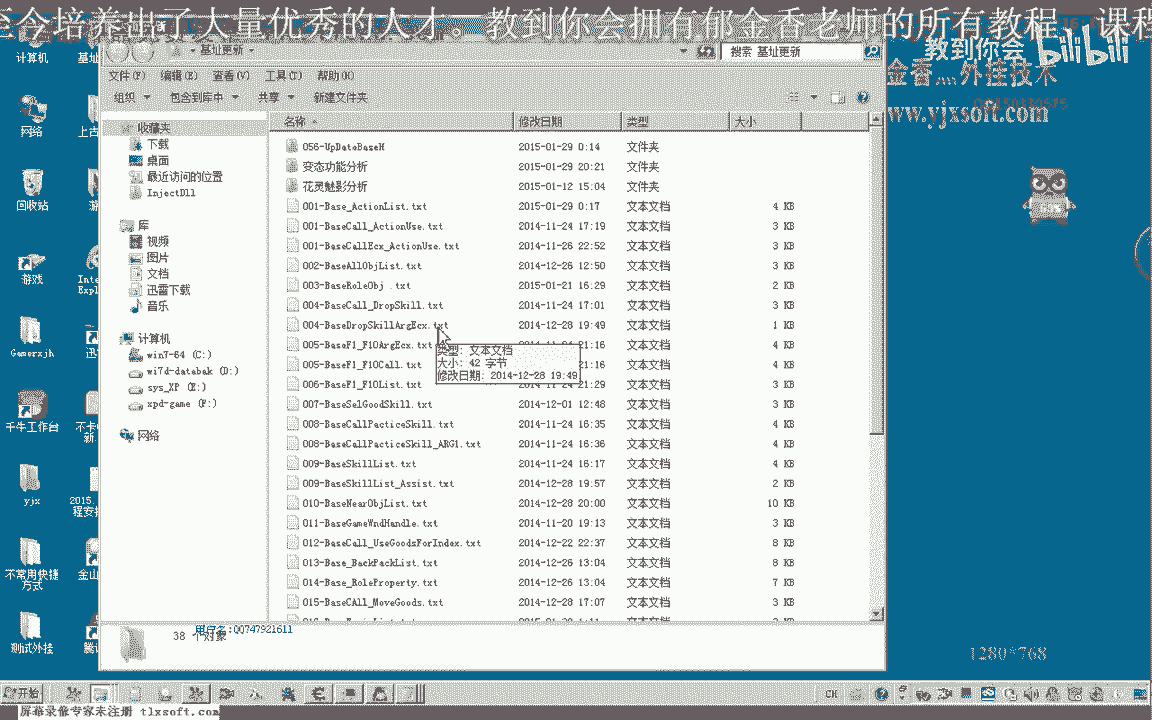 至今培养出了大量优秀的人才。教到你会拥有郁金香老师的所有教程、课程
教到你会
bilibili
金香灬外挂技术
www.yjxsoft.com
基址更新
搜索 基址更新
文件(F) 编辑(E) 查看(V) 工具(T) 帮助(H)
组织 包含到库中 共享 新建文件夹
名称 修改日期 类型 大小
收藏夹
下载
桌面
最近访问的位置
InjectDll
库
视频
图片
文档
迅雷下载
音乐
计算机
win7-64 (C:)
wi7d-databak (D:)
sys_XP (E:)
xpd-game (F:)
网络
056-UpDateBaseH 2015-01-29 0:14 文件夹
变态功能分析 2015-01-29 20:21 文件夹
花灵魅影分析 2015-01-12 15:04 文件夹
001-Base_ActionList.txt 2015-01-29 0:17 文本文档 4 KB
001-BaseCall_ActionUse.txt 2014-11-24 17:19 文本文档 3 KB
001-BaseCallEcx_ActionUse.txt 2014-11-26 22:52 文本文档 3 KB
002-BaseAllObjList.txt 2014-12-26 12:50 文本文档 3 KB
003-BaseRoleObj .txt 2015-01-21 16:29 文本文档 2 KB
004-BaseCall_DropSkill.txt 2014-11-24 17:01 文本文档 3 KB
004-BaseDropSkillArgEcx.txt 2014-12-28 19:49 文本文档 1 KB
005-BaseF1_F10ArgEcx.txt 21:16 文本文档 4 KB
类型: 文本文档
大小: 42 字节
修改日期: 2014-12-28 19:49
005-BaseF1_F10Call.txt 21:16 文本文档 4 KB
006-BaseF1_F10List.txt 21:29 文本文档 3 KB
007-BaseSelGoodSkill.txt 2014-12-01 12:48 文本文档 3 KB
008-BaseCallPacticeSkill.txt 2014-11-24 16:35 文本文档 4 KB
008-BaseCallPacticeSkill_ARG1.txt 2014-11-24 16:36 文本文档 4 KB
009-BaseSkillList.txt 2014-11-24 16:17 文本文档 4 KB
009-BaseSkillList_Assist.txt 2014-12-28 19:57 文本文档 2 KB
010-BaseNearObjList.txt 2014-12-28 20:00 文本文档 10 KB
011-BaseGameWndHandle.txt 2014-11-20 19:13 文本文档 3 KB
012-BaseCall_UseGoodsForIndex.txt 2014-12-22 22:37 文本文档 8 KB
013-Base_BackPackList.txt 2014-12-26 13:04 文本文档 8 KB
014-Base_RoleProperty.txt 2014-12-26 13:04 文本文档 7 KB
015-BaseCAll_MoveGoods.txt 2014-12-28 17:07 文本文档 3 KB
38 个对象
用户名:QQ747921611
计算机
网络
回收站
游戏
Gamerxjh
千牛工作台
yjx
不常用快捷方式
测试外挂
基址
上古
Inte
Expl
2015.
程安排
金山
1280*768
开始
CH
屏幕录像专家未注册 tlxsoft.com